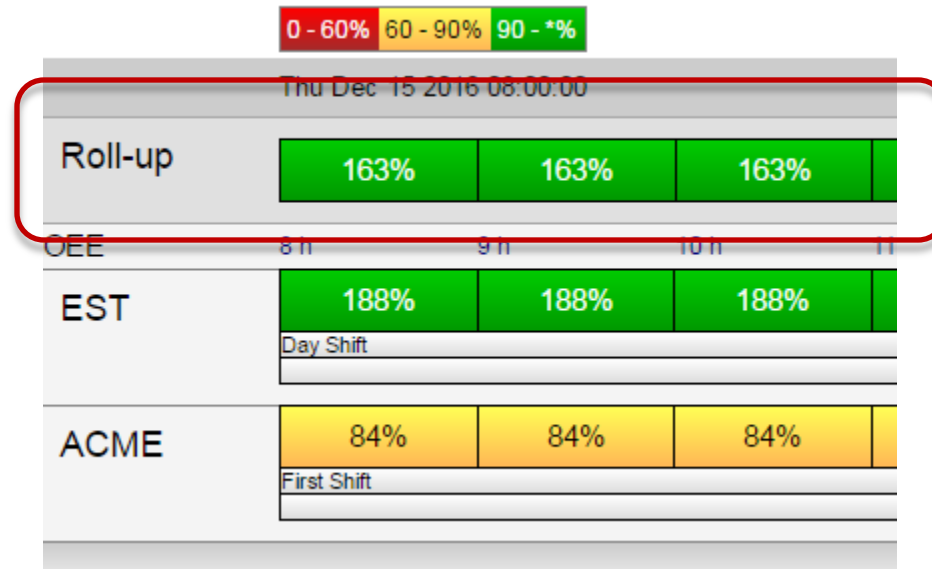 0 - 60% 60 - 90% 90 - *%
Thu Dec 15 2016 08:00:00
Roll-up 163% 163% 163%
OEE 8 h 9 h 10 h 11
EST 188% 188% 188%
Day Shift
ACME 84% 84% 84%
First Shift